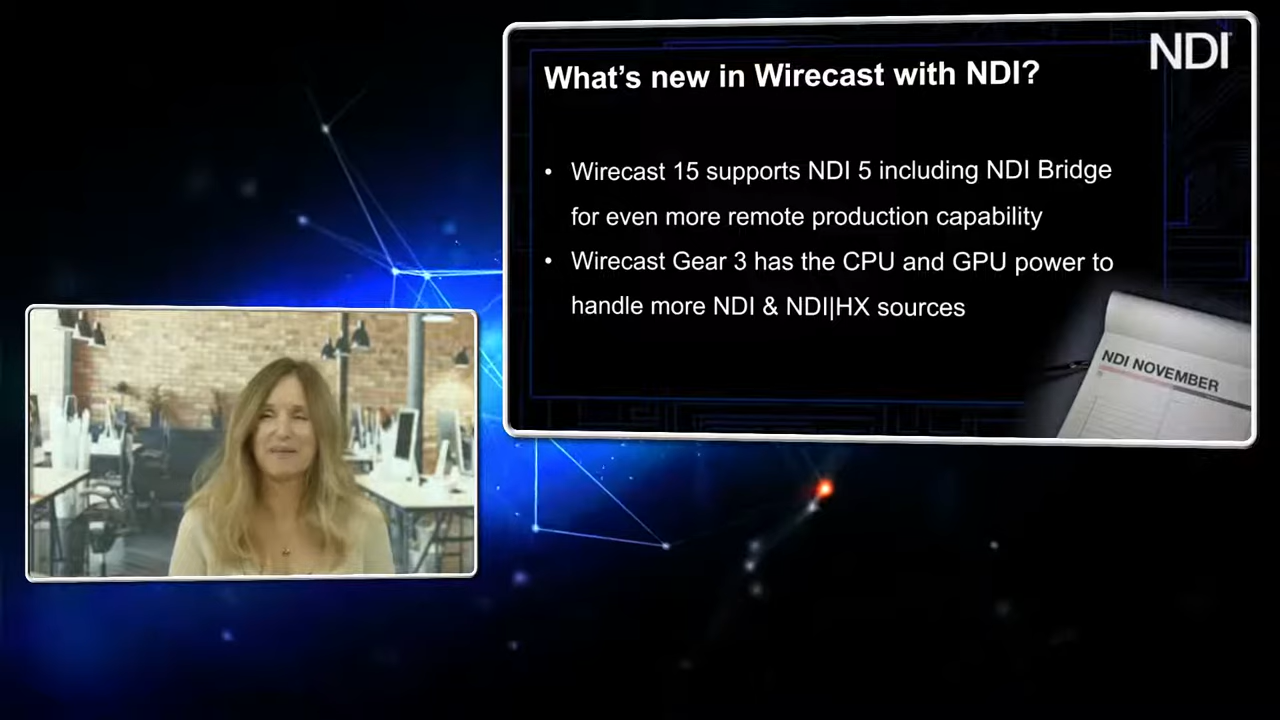 NDI
What's new in Wirecast with NDI?
• Wirecast 15 supports NDI 5 including NDI Bridge
for even more remote production capability
• Wirecast Gear 3 has the CPU and GPU power to
handle more NDI & NDI|HX sources
NDI NOVEMBER